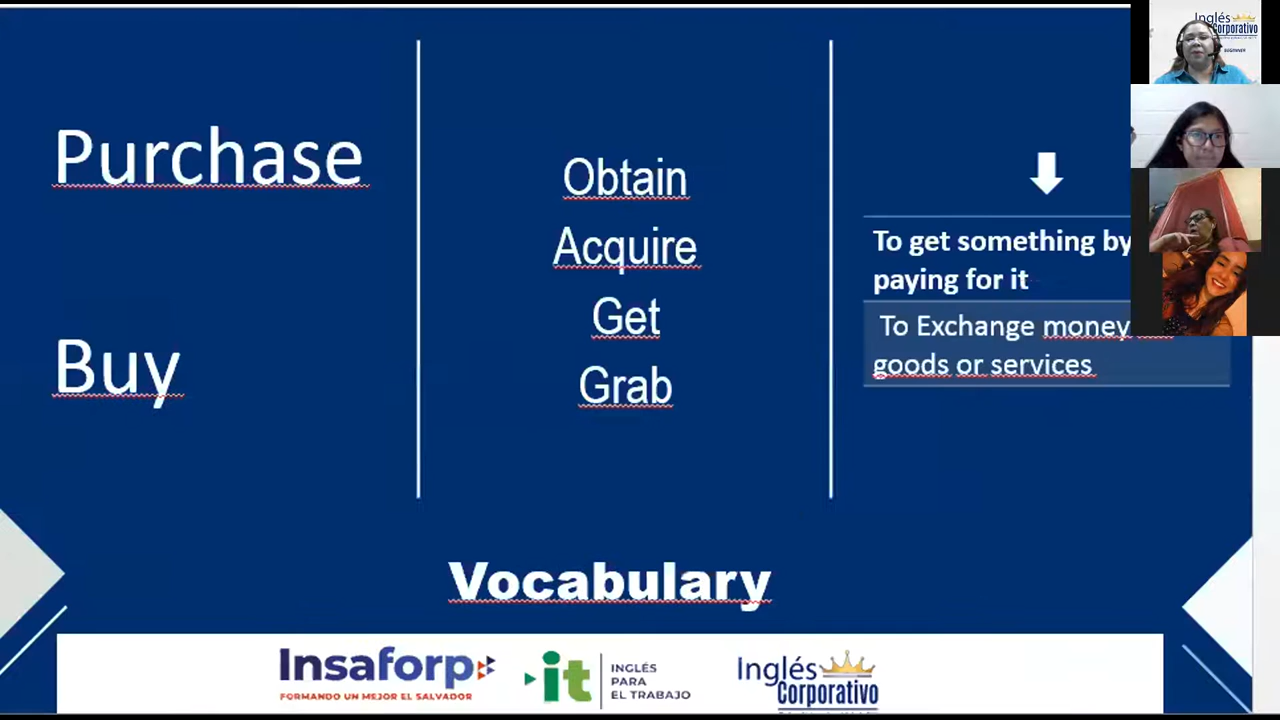 Purchase
Buy
Obtain
Acquire
Get
Grab
To get something by
paying for it
To Exchange money
goods or services
Vocabulary
Insaforp
FORMANDO UN MEJOR EL SALVADOR
it
INGLÉS
PARA
EL TRABAJO
Inglés
Corporativo
Inglés
Corporativo
BEGINNER